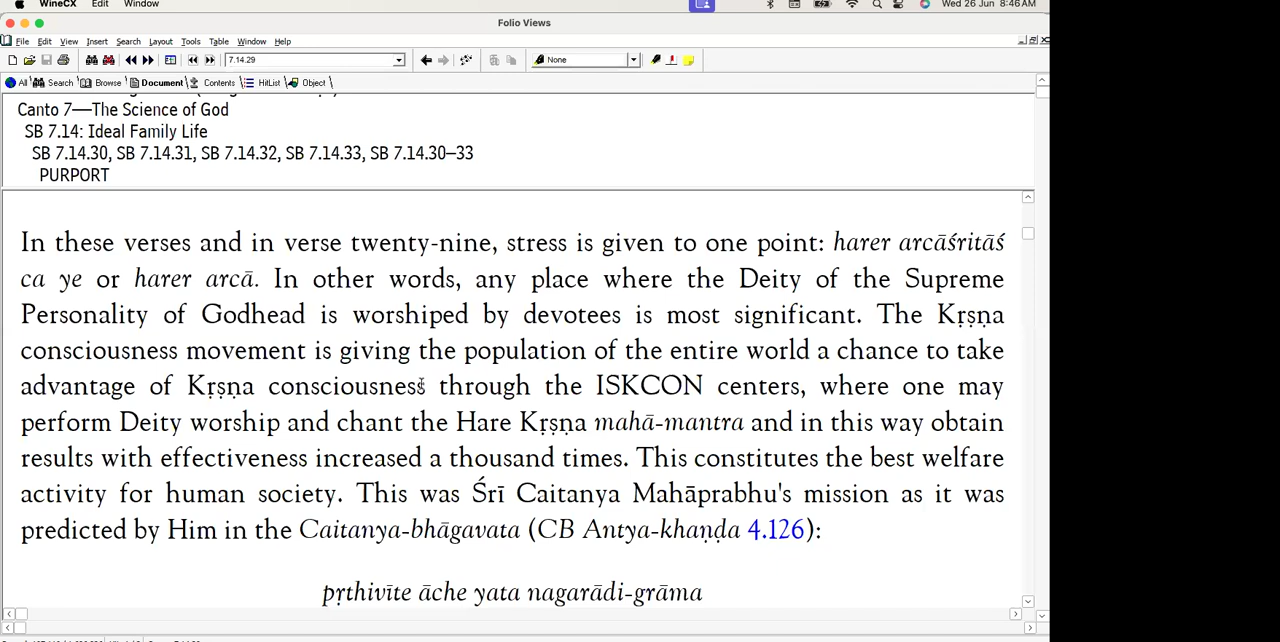 WineCX Edit Window Wed 26 Jun 8:46AM
Folio Views
File Edit View Insert Search Layout Tools Table Window Help
7.14.29 None
All Search Browse Document Contents HitList Object
Canto 7—The Science of God
SB 7.14: Ideal Family Life
SB 7.14.30, SB 7.14.31, SB 7.14.32, SB 7.14.33, SB 7.14.30–33
PURPORT
In these verses and in verse twenty-nine, stress is given to one point: harer arcāśritāś
ca ye or harer arcā. In other words, any place where the Deity of the Supreme
Personality of Godhead is worshiped by devotees is most significant. The Kṛṣṇa
consciousness movement is giving the population of the entire world a chance to take
advantage of Kṛṣṇa consciousness through the ISKCON centers, where one may
perform Deity worship and chant the Hare Kṛṣṇa mahā-mantra and in this way obtain
results with effectiveness increased a thousand times. This constitutes the best welfare
activity for human society. This was Śrī Caitanya Mahāprabhu's mission as it was
predicted by Him in the Caitanya-bhāgavata (CB Antya-khaṇḍa 4.126):
pṛthivīte āche yata nagarādi-grāma